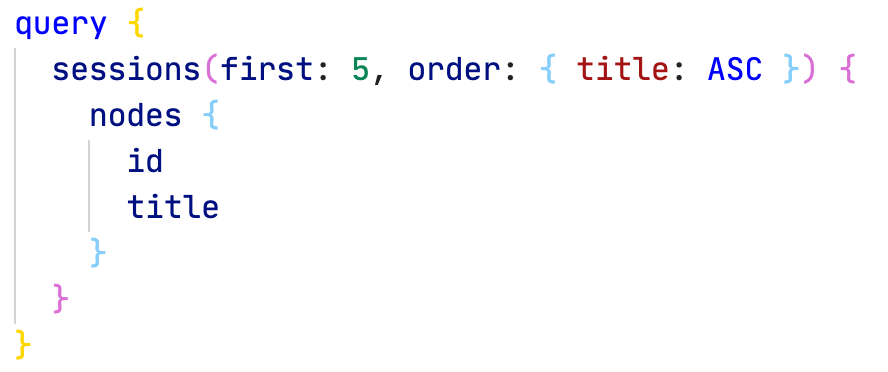 query {
  sessions(first: 5, order: { title: ASC }) {
    nodes {
      id
      title
    }
  }
}